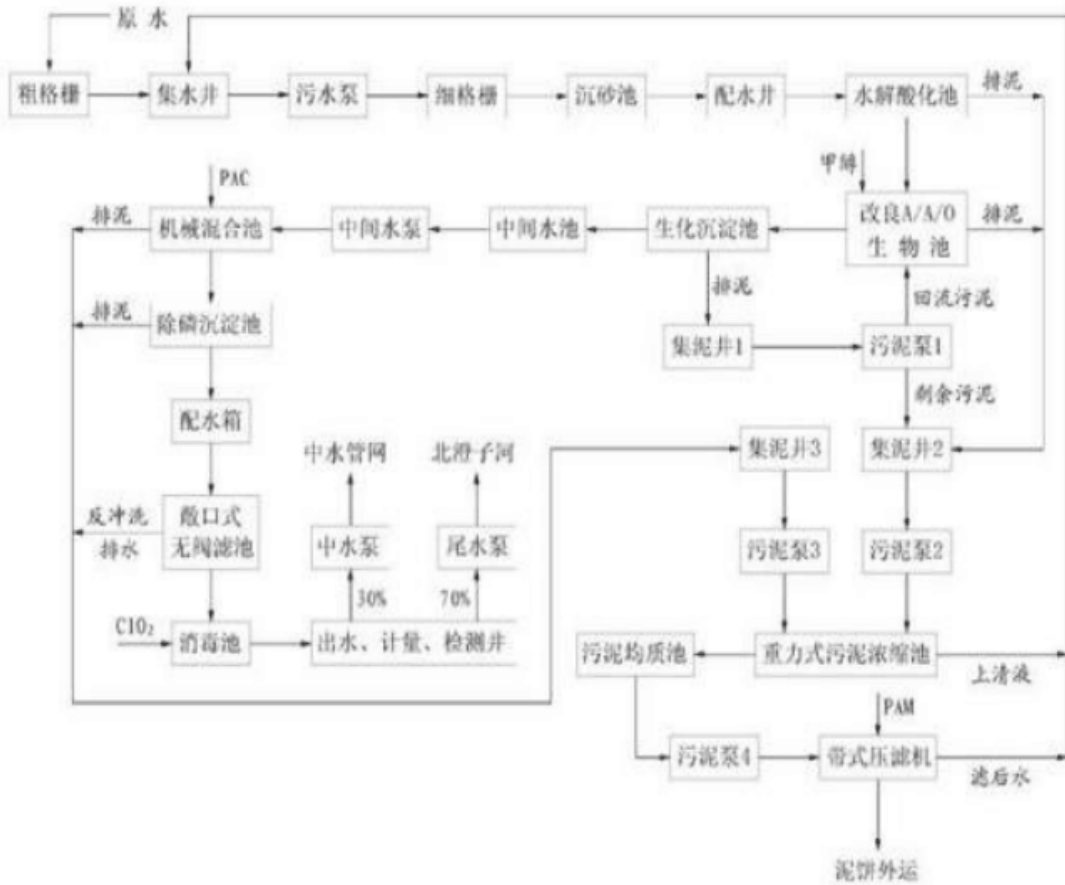 原 水
粗格栅
集水井
污水泵
细格栅
沉砂池
配水井
水解酸化池
排泥
PAC
甲醇
排泥
机械混合池
中间水泵
中间水池
生化沉淀池
改良A/A/O
生 物 池
排泥
排泥
回流污泥
排泥
除磷沉淀池
集泥井1
污泥泵1
剩余污泥
配水箱
中水管网
北澄子河
集泥井3
集泥井2
反冲洗
排水
敞口式
无阀滤池
中水泵
尾水泵
污泥泵3
污泥泵2
30%
70%
ClO₂
消毒池
出水、计量、检测井
污泥均质池
重力式污泥浓缩池
上清液
PAM
污泥泵4
带式压滤机
滤后水
泥饼外运